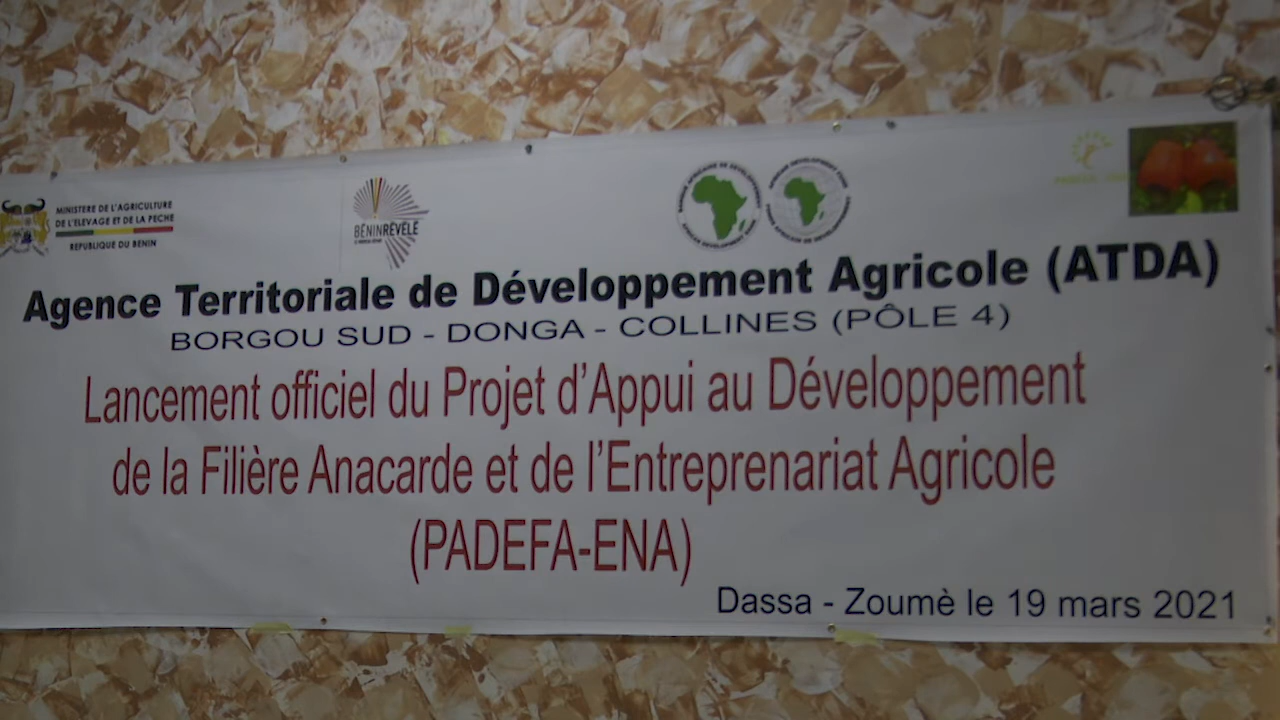 MINISTERE DE L'AGRICULTURE
DE L'ELEVAGE ET DE LA PECHE
REPUBLIQUE DU BENIN
BÉNINRÉVÉLÉ
Agence Territoriale de Développement Agricole (ATDA)
BORGOU SUD - DONGA - COLLINES (PÔLE 4)
Lancement officiel du Projet d'Appui au Développement
de la Filière Anacarde et de l'Entreprenariat Agricole
(PADEFA-ENA)
Dassa - Zoumè le 19 mars 2021